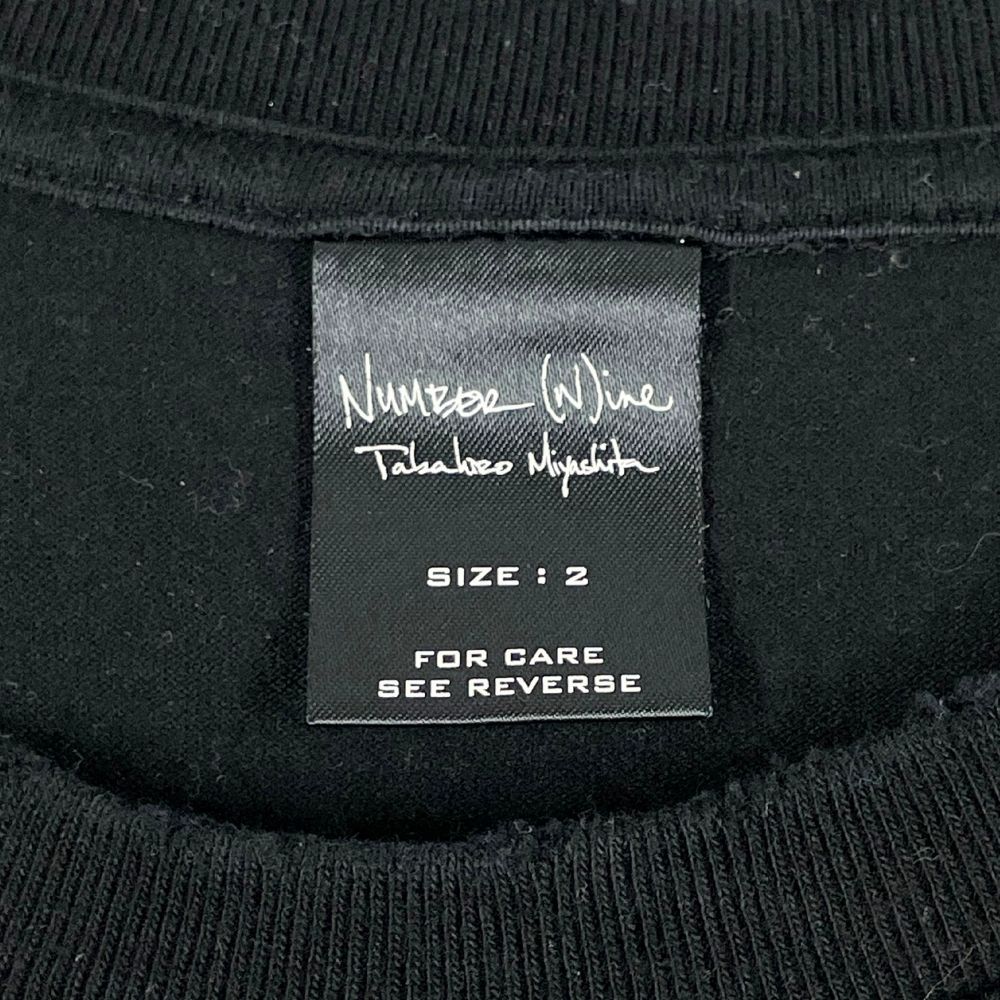 NUMBER (N)ine
Takahiro Miyashita
SIZE : 2
FOR CARE
SEE REVERSE